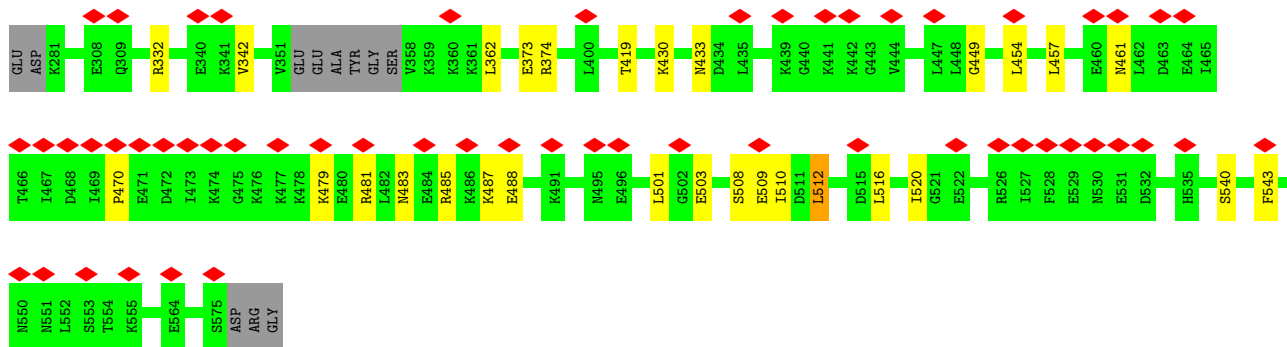 GLU ASP K281 E308 Q309 R332 E340 K341 V342 V351 GLU GLU ALA TYR GLY SER V358 K359 K360 K361 L362 E373 R374 L400 T419 K430 N433 D434 L435 K439 G440 K441 K442 G443 V444 L447 L448 G449 L454 L457 E460 N461 L462 D463 E464 I465
T466 I467 D468 I469 P470 E471 D472 I473 K474 G475 K476 K477 K478 K479 E480 R481 L482 N483 E484 R485 K486 K487 E488 K491 N495 E496 L501 G502 E503 S508 E509 I510 D511 L512 D515 L516 I520 G521 E522 R526 I527 F528 E529 N530 E531 D532 H535 S540 F543
N550 N551 L552 S553 T554 K555 E564 S575 ASP ARG GLY